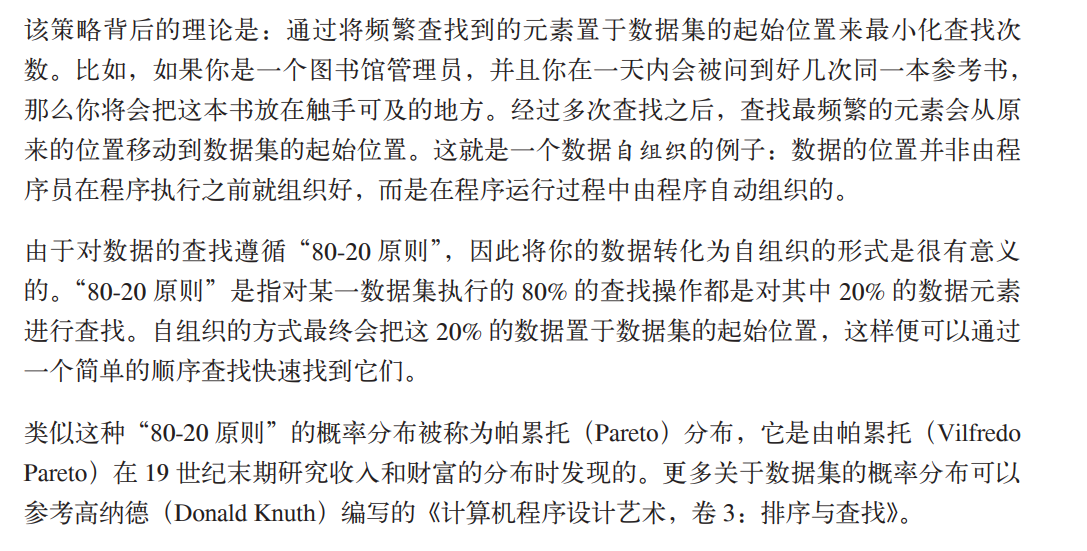 该策略背后的理论是：通过将频繁查找到的元素置于数据集的起始位置来最小化查找次
数。比如，如果你是一个图书馆管理员，并且你在一天内会被问到好几次同一本参考书，
那么你将会把这本书放在触手可及的地方。经过多次查找之后，查找最频繁的元素会从原
来的位置移动到数据集的起始位置。这就是一个数据自组织的例子：数据的位置并非由程
序员在程序执行之前就组织好，而是在程序运行过程中由程序自动组织的。
由于对数据的查找遵循“80-20 原则”，因此将你的数据转化为自组织的形式是很有意义
的。“80-20 原则”是指对某一数据集执行的 80% 的查找操作都是对其中 20% 的数据元素
进行查找。自组织的方式最终会把这 20% 的数据置于数据集的起始位置，这样便可以通过
一个简单的顺序查找快速找到它们。
类似这种“80-20 原则”的概率分布被称为帕累托（Pareto）分布，它是由帕累托（Vilfredo
Pareto）在 19 世纪末期研究收入和财富的分布时发现的。更多关于数据集的概率分布可以
参考高纳德（Donald Knuth）编写的《计算机程序设计艺术，卷 3：排序与查找》。